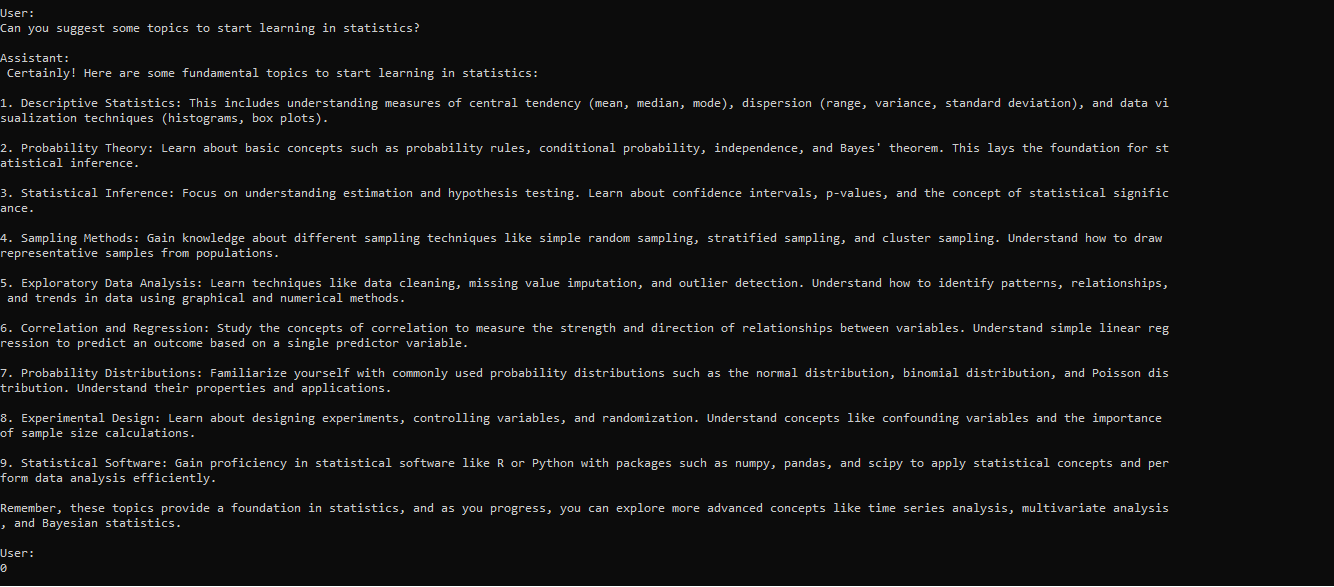 User:
Can you suggest some topics to start learning in statistics?
Assistant:
Certainly! Here are some fundamental topics to start learning in statistics:
1. Descriptive Statistics: This includes understanding measures of central tendency (mean, median, mode), dispersion (range, variance, standard deviation), and data vi
sualization techniques (histograms, box plots).
2. Probability Theory: Learn about basic concepts such as probability rules, conditional probability, independence, and Bayes' theorem. This lays the foundation for st
atistical inference.
3. Statistical Inference: Focus on understanding estimation and hypothesis testing. Learn about confidence intervals, p-values, and the concept of statistical signific
ance.
4. Sampling Methods: Gain knowledge about different sampling techniques like simple random sampling, stratified sampling, and cluster sampling. Understand how to draw
representative samples from populations.
5. Exploratory Data Analysis: Learn techniques like data cleaning, missing value imputation, and outlier detection. Understand how to identify patterns, relationships,
and trends in data using graphical and numerical methods.
6. Correlation and Regression: Study the concepts of correlation to measure the strength and direction of relationships between variables. Understand simple linear reg
ression to predict an outcome based on a single predictor variable.
7. Probability Distributions: Familiarize yourself with commonly used probability distributions such as the normal distribution, binomial distribution, and Poisson dis
tribution. Understand their properties and applications.
8. Experimental Design: Learn about designing experiments, controlling variables, and randomization. Understand concepts like confounding variables and the importance
of sample size calculations.
9. Statistical Software: Gain proficiency in statistical software like R or Python with packages such as numpy, pandas, and scipy to apply statistical concepts and per
form data analysis efficiently.
Remember, these topics provide a foundation in statistics, and as you progress, you can explore more advanced concepts like time series analysis, multivariate analysis
, and Bayesian statistics.
User:
0